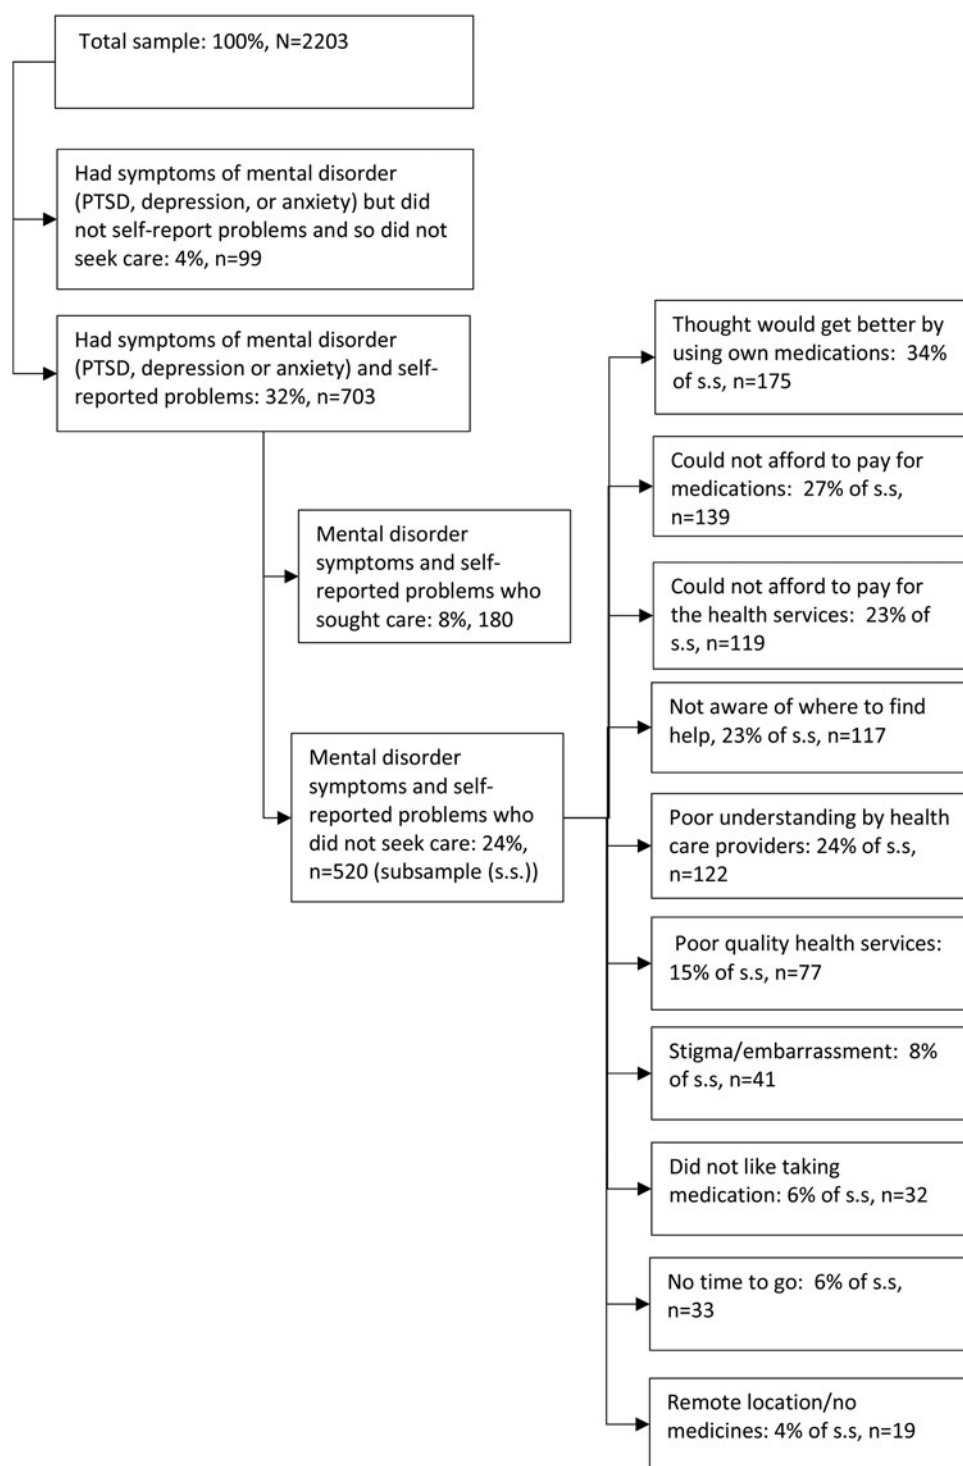 Total sample: 100%, N=2203
Had symptoms of mental disorder
(PTSD, depression, or anxiety) but did
not self-report problems and so did not
seek care: 4%, n=99
Had symptoms of mental disorder
(PTSD, depression or anxiety) and self-
reported problems: 32%, n=703
Mental disorder
symptoms and self-
reported problems who
sought care: 8%, 180
Mental disorder
symptoms and self-
reported problems who
did not seek care: 24%,
n=520 (subsample (s.s.))
Thought would get better by
using own medications: 34%
of s.s, n=175
Could not afford to pay for
medications: 27% of s.s,
n=139
Could not afford to pay for
the health services: 23% of
s.s, n=119
Not aware of where to find
help, 23% of s.s, n=117
Poor understanding by health
care providers: 24% of s.s,
n=122
Poor quality health services:
15% of s.s, n=77
Stigma/embarrassment: 8%
of s.s, n=41
Did not like taking
medication: 6% of s.s, n=32
No time to go: 6% of s.s,
n=33
Remote location/no
medicines: 4% of s.s, n=19